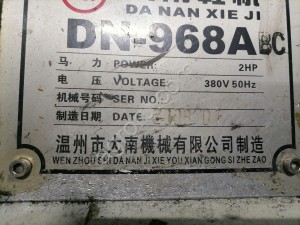 DA NAN XIE JI
DN-968ABC
马 力 POWER: 2HP
电 压 VOLTAGE: 380V 50Hz
机械号码 SER NO:
制造日期 DATE:
温州市大南機械有限公司制造
WEN ZHOU SHI DA NAN JI XIE YOU XIAN GONG SI ZHE ZAO